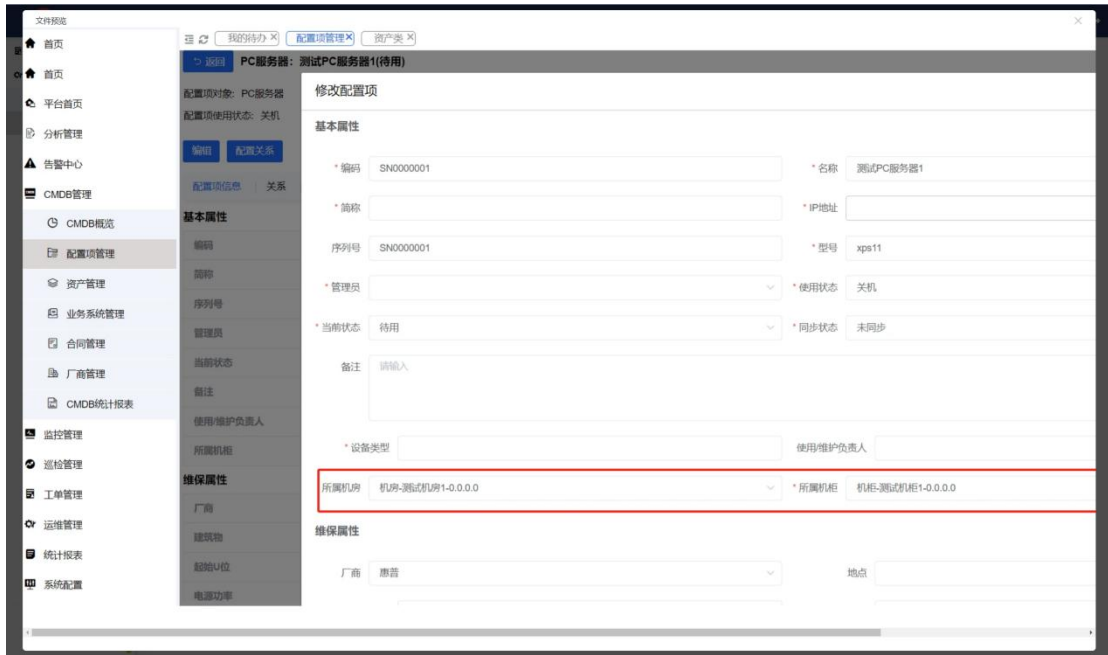 文件预览
首页
首页
平台首页
分析管理
告警中心
CMDB管理
CMDB概览
配置项管理
资产管理
业务系统管理
合同管理
厂商管理
CMDB统计报表
监控管理
巡检管理
工单管理
运维管理
统计报表
系统配置
我的待办 配置项管理 资产类
返回 PC服务器：测试PC服务器1(待用)
配置项对象: PC服务器
配置项使用状态: 关机
编辑 配置关系
配置项信息 关系
基本属性
编码
简称
序列号
管理员
当前状态
备注
使用/维护负责人
所属机柜
维保属性
厂商
建筑物
起始U位
电源功率
修改配置项
基本属性
* 编码 SN0000001 * 名称 测试PC服务器1
* 简称 * IP地址
序列号 SN0000001 * 型号 xps11
* 管理员 * 使用状态 关机
* 当前状态 待用 * 同步状态 未同步
备注 请输入
* 设备类型 使用/维护负责人
所属机房 机房-测试机房1-0.0.0.0 * 所属机柜 机柜-测试机柜1-0.0.0.0
维保属性
厂商 惠普 地点